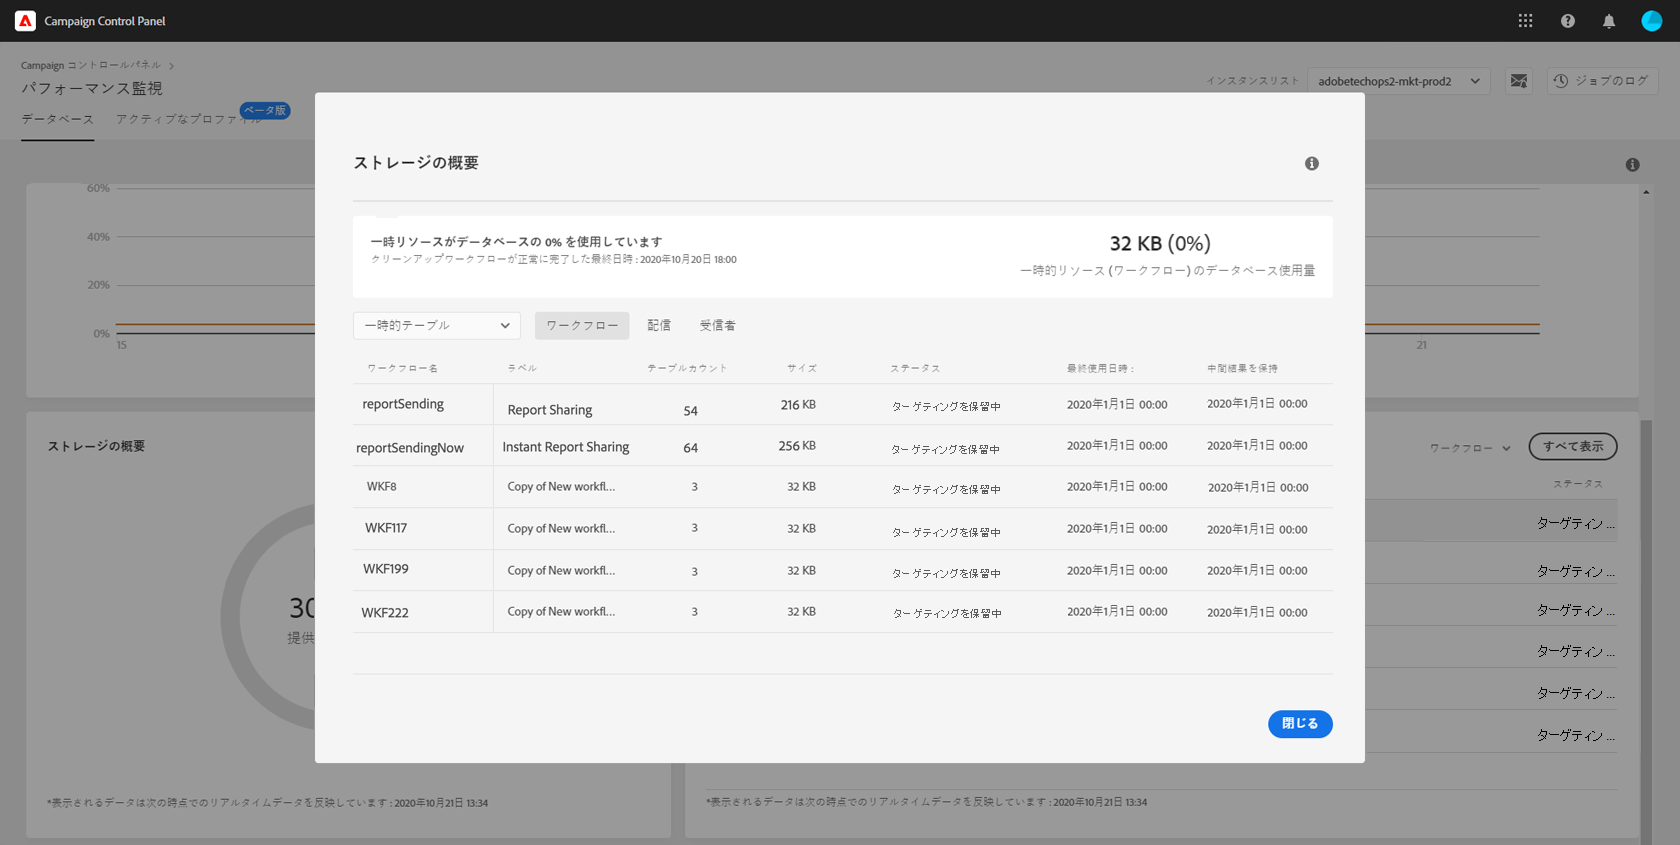 Campaign Control Panel
Campaign コントロールパネル
パフォーマンス監視
インスタンスリスト
adobetechops2-mkt-prod2
ジョブのログ
データベース
アクティブなプロファイル
ベータ版
ストレージの概要
60%
40%
20%
0%
15
21
一時リソースがデータベースの 0% を使用しています
クリーンアップワークフローが正常に完了した最終日時 : 2020年10月20日 18:00
32 KB (0%)
一時的リソース (ワークフロー) のデータベース使用量
一時的テーブル
ワークフロー
配信
受信者
ワークフロー名 ラベル テーブルカウント サイズ ステータス 最終使用日時 : 中間結果を保持
reportSending Report Sharing 54 216 KB ターゲティングを保留中 2020年1月1日 00:00 2020年1月1日 00:00
reportSendingNow Instant Report Sharing 64 256 KB ターゲティングを保留中 2020年1月1日 00:00 2020年1月1日 00:00
WKF8 Copy of New workfl... 3 32 KB ターゲティングを保留中 2020年1月1日 00:00 2020年1月1日 00:00
WKF117 Copy of New workfl... 3 32 KB ターゲティングを保留中 2020年1月1日 00:00 2020年1月1日 00:00
WKF199 Copy of New workfl... 3 32 KB ターゲティングを保留中 2020年1月1日 00:00 2020年1月1日 00:00
WKF222 Copy of New workfl... 3 32 KB ターゲティングを保留中 2020年1月1日 00:00 2020年1月1日 00:00
閉じる
ストレージの概要
30
提供
*表示されるデータは次の時点でのリアルタイムデータを反映しています : 2020年10月21日 13:34
ワークフロー
すべて表示
ステータス
ターゲティン ...
ターゲティン ...
ターゲティン ...
ターゲティン ...
ターゲティン ...
ターゲティン ...
*表示されるデータは次の時点でのリアルタイムデータを反映しています : 2020年10月21日 13:34